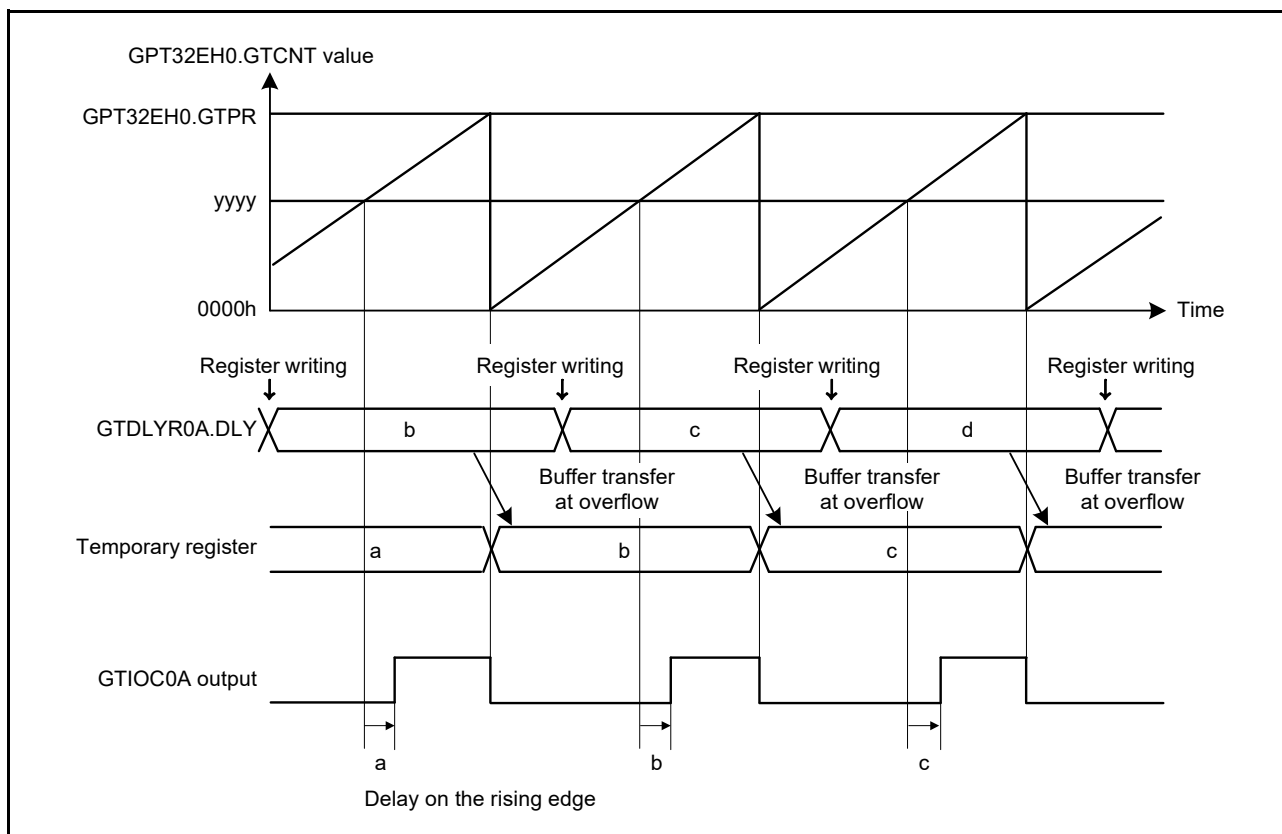 GPT32EH0.GTCNT value
GPT32EH0.GTPR
yyyy
0000h
Time
Register writing
Register writing
Register writing
Register writing
GTDLYR0A.DLY
b
c
d
Buffer transfer
at overflow
Buffer transfer
at overflow
Buffer transfer
at overflow
Temporary register
a
b
c
GTIOC0A output
a
b
c
Delay on the rising edge